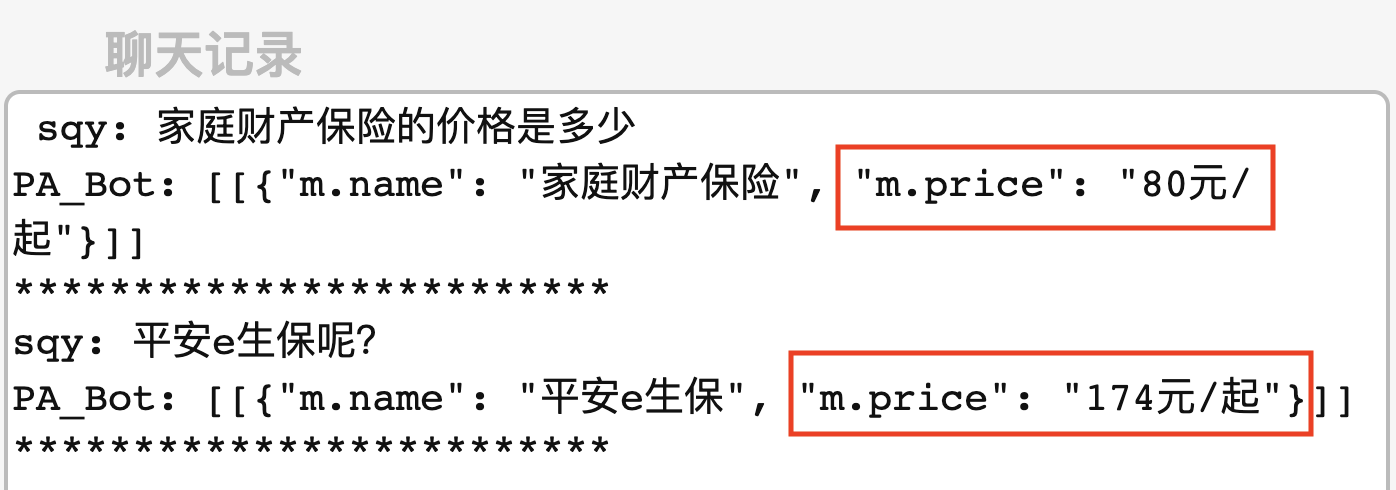 聊天记录
sqy: 家庭财产保险的价格是多少
PA_Bot: [[{"m.name": "家庭财产保险", "m.price": "80元/
起"}]]
*************************
sqy: 平安e生保呢?
PA_Bot: [[{"m.name": "平安e生保", "m.price": "174元/起"}]]
*************************